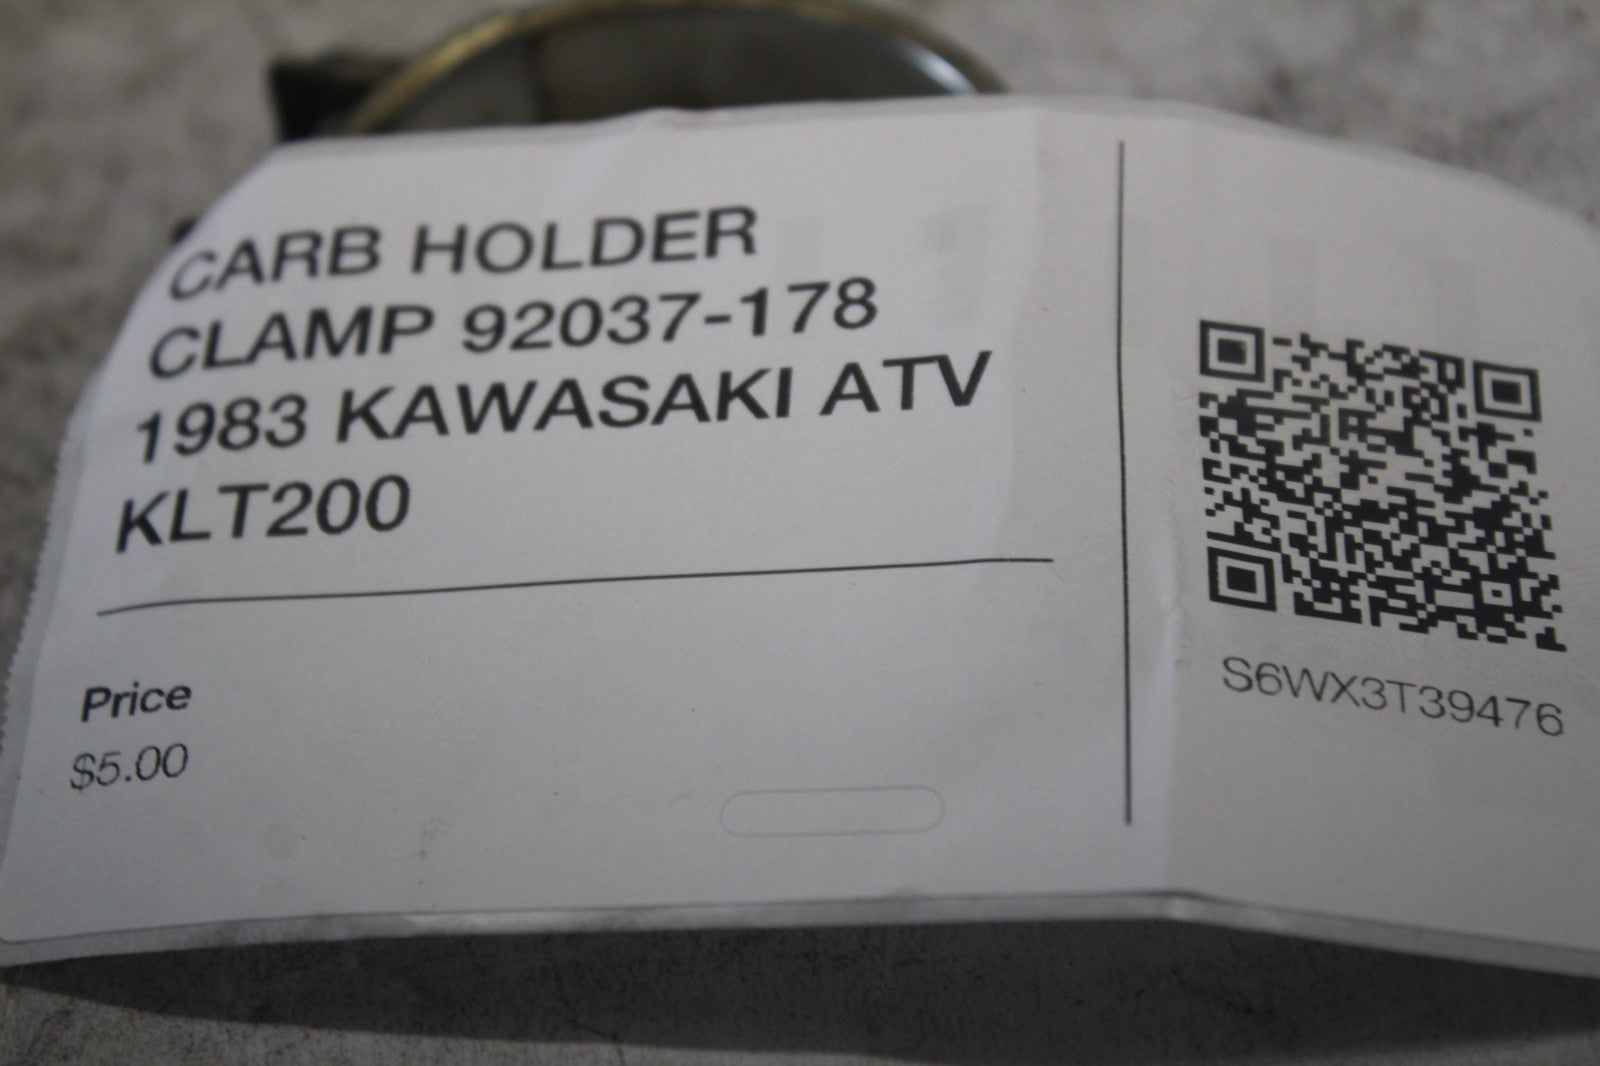 CARB HOLDER
CLAMP 92037-178
1983 KAWASAKI ATV
KLT200
Price
$5.00
S6WX3T39476